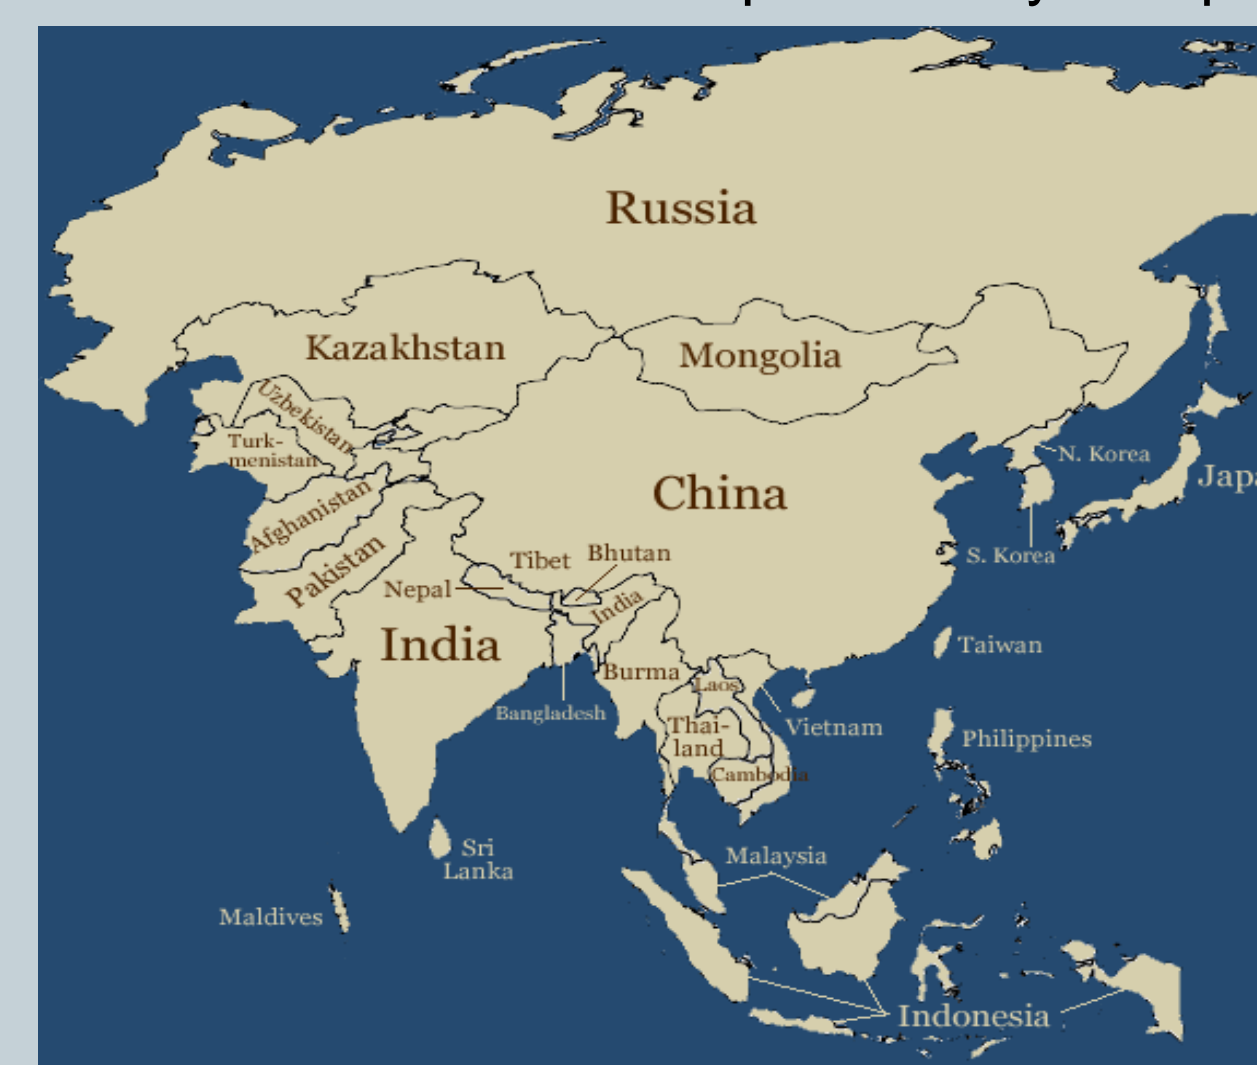 Russia
Kazakhstan
Mongolia
Uzbekistan
Turk-
menistan
N. Korea
Japa
China
Afghanistan
S. Korea
Tibet
Bhutan
Pakistan
Nepal
India
India
Taiwan
Burma
Laos
Bangladesh
Vietnam
Thai-
land
Philippines
Cambodia
Sri
Lanka
Malaysia
Maldives
Indonesia